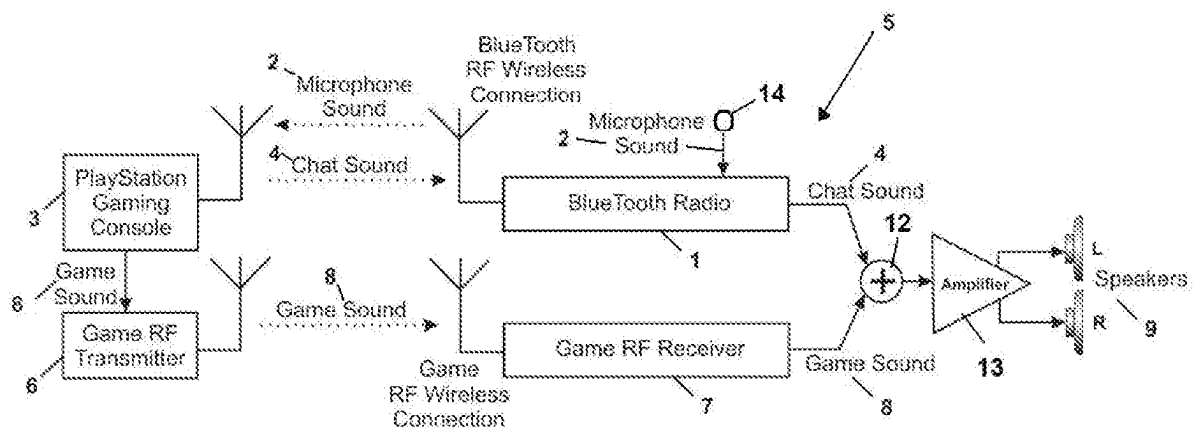 5
BlueTooth
RF Wireless
Connection
2
Microphone
Sound
14
Microphone
2
Sound
4
Chat Sound
4
Chat Sound
PlayStation
Gaming
Console
3
BlueTooth Radio
1
12
L
Amplifier
Speakers
R
9
13
8
Game
Sound
8
Game Sound
Game RF
Transmitter
6
Game RF Receiver
7
Game Sound
8
Game
RF Wireless
Connection